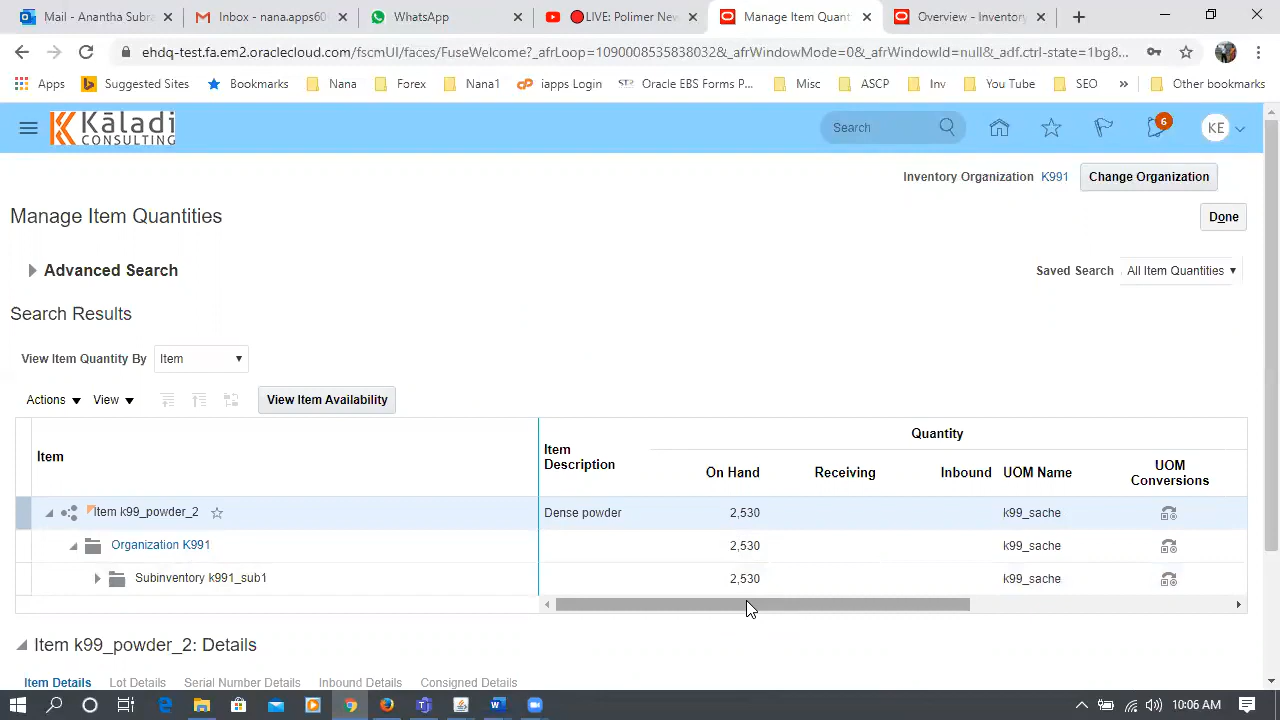 Mail - Anantha Subra
Inbox - nana.apps60
WhatsApp
LIVE: Polimer Ne
Manage Item Quant
Overview - Inventory
ehdq-test.fa.em2.oraclecloud.com/fscmUI/faces/FuseWelcome?_afrLoop=10900085358380328&_afrWindowMode=0&_afrWindowId=null&_adf.ctrl-state=1bg8...
Apps
Suggested Sites
Bookmarks
Nana
Forex
Nana1
iapps Login
Oracle EBS Forms P...
Misc
ASCP
Inv
You Tube
SEO
»
Other bookmarks
Kāladi
CONSULTING
Search
6
KE
Inventory Organization K991 Change Organization
Manage Item Quantities
Done
Advanced Search
Saved Search All Item Quantities
Search Results
View Item Quantity By Item
Actions View View Item Availability
Quantity
Item
Item Description
On Hand
Receiving
Inbound
UOM Name
UOM Conversions
Item k99_powder_2 Dense powder 2,530 k99_sache
Organization K991 2,530 k99_sache
Subinventory k991_sub1 2,530 k99_sache
Item k99_powder_2: Details
Item Details Lot Details Serial Number Details Inbound Details Consigned Details
10:06 AM